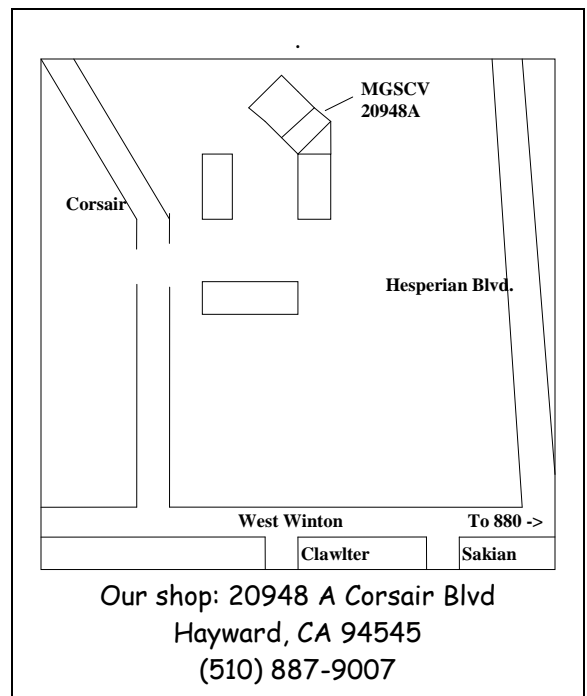 .
MGSCV
20948A
Corsair
Hesperian Blvd.
West Winton
To 880 ->
Clawlter
Sakian
Our shop: 20948 A Corsair Blvd
Hayward, CA 94545
(510) 887-9007